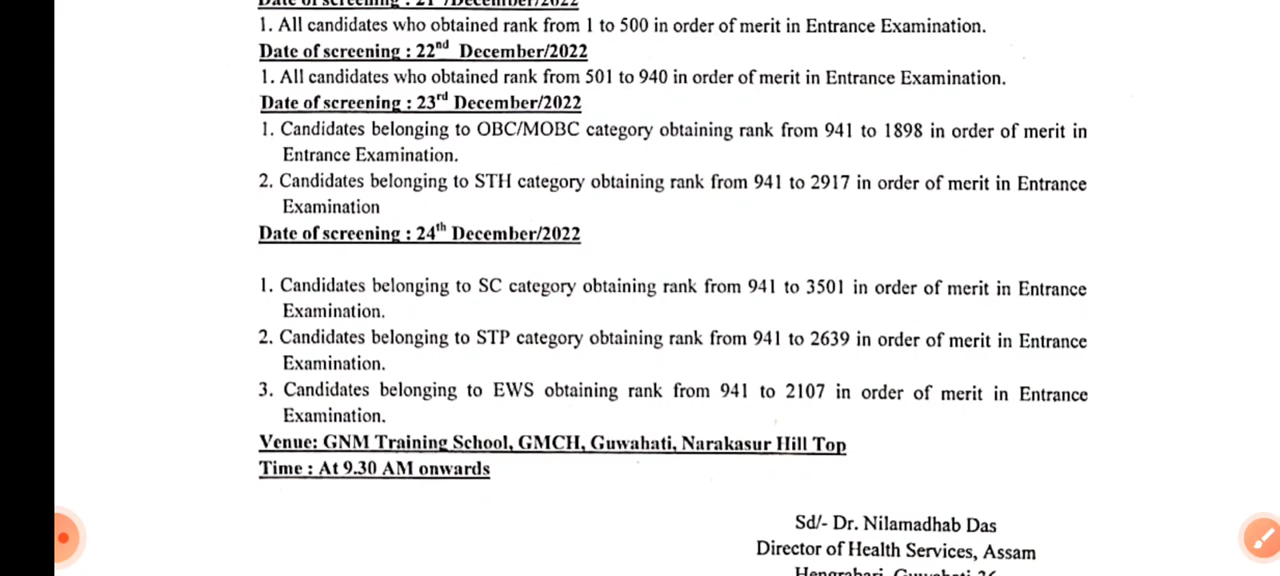 Date of screening : 21st/December/2022
1. All candidates who obtained rank from 1 to 500 in order of merit in Entrance Examination.
Date of screening : 22nd December/2022
1. All candidates who obtained rank from 501 to 940 in order of merit in Entrance Examination.
Date of screening : 23rd December/2022
1. Candidates belonging to OBC/MOBC category obtaining rank from 941 to 1898 in order of merit in
Entrance Examination.
2. Candidates belonging to STH category obtaining rank from 941 to 2917 in order of merit in Entrance
Examination
Date of screening : 24th December/2022
1. Candidates belonging to SC category obtaining rank from 941 to 3501 in order of merit in Entrance
Examination.
2. Candidates belonging to STP category obtaining rank from 941 to 2639 in order of merit in Entrance
Examination.
3. Candidates belonging to EWS obtaining rank from 941 to 2107 in order of merit in Entrance
Examination.
Venue: GNM Training School, GMCH, Guwahati, Narakasur Hill Top
Time : At 9.30 AM onwards
Sd/- Dr. Nilamadhab Das
Director of Health Services, Assam